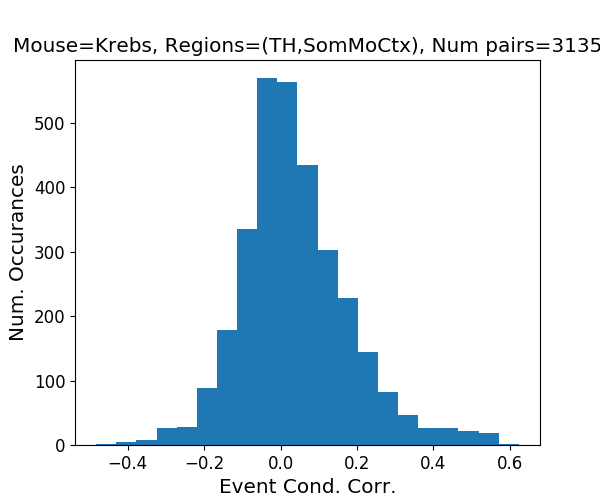 Mouse=Krebs, Regions=(TH,SomMoCtx), Num pairs=3135
Num. Occurances
500
400
300
200
100
0
−0.4 −0.2 0.0 0.2 0.4 0.6
Event Cond. Corr.